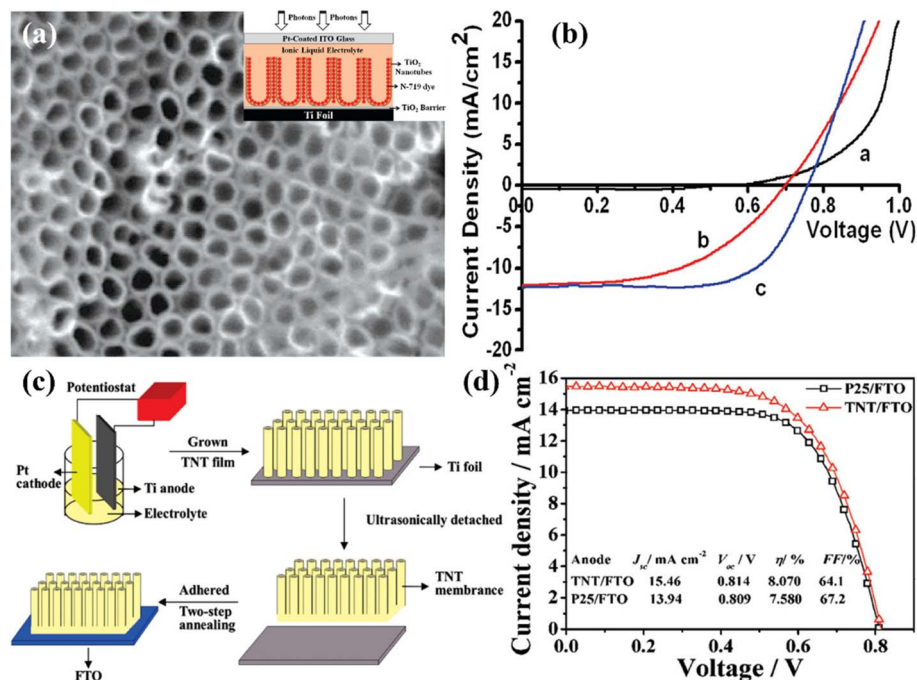 (a)
Photons Photons
Pt-Coated ITO Glass
Ionic Liquid Electrolyte
TiO2
Nanotubes
N-719 dye
TiO2 Barrier
Ti Foil
(b)
Current Density (mA/cm2)
20
15
10
5
0
-5
-10
-15
-20
0.0 0.2 0.4 0.6 0.8 1.0
Voltage (V)
a
b
c
(c)
Potentiostat
Pt
cathode
Ti anode
Electrolyte
Grown
TNT film
Ti foil
Ultrasonically detached
TNT
membrance
Adhered
Two-step
annealing
FTO
(d)
Current density / mA cm-2
16
14
12
10
8
6
4
2
0
P25/FTO
TNT/FTO
Anode Jsc/ mA cm-2 Voc / V η/ % FF/%
TNT/FTO 15.46 0.814 8.070 64.1
P25/FTO 13.94 0.809 7.580 67.2
0.0 0.2 0.4 0.6 0.8
Voltage / V